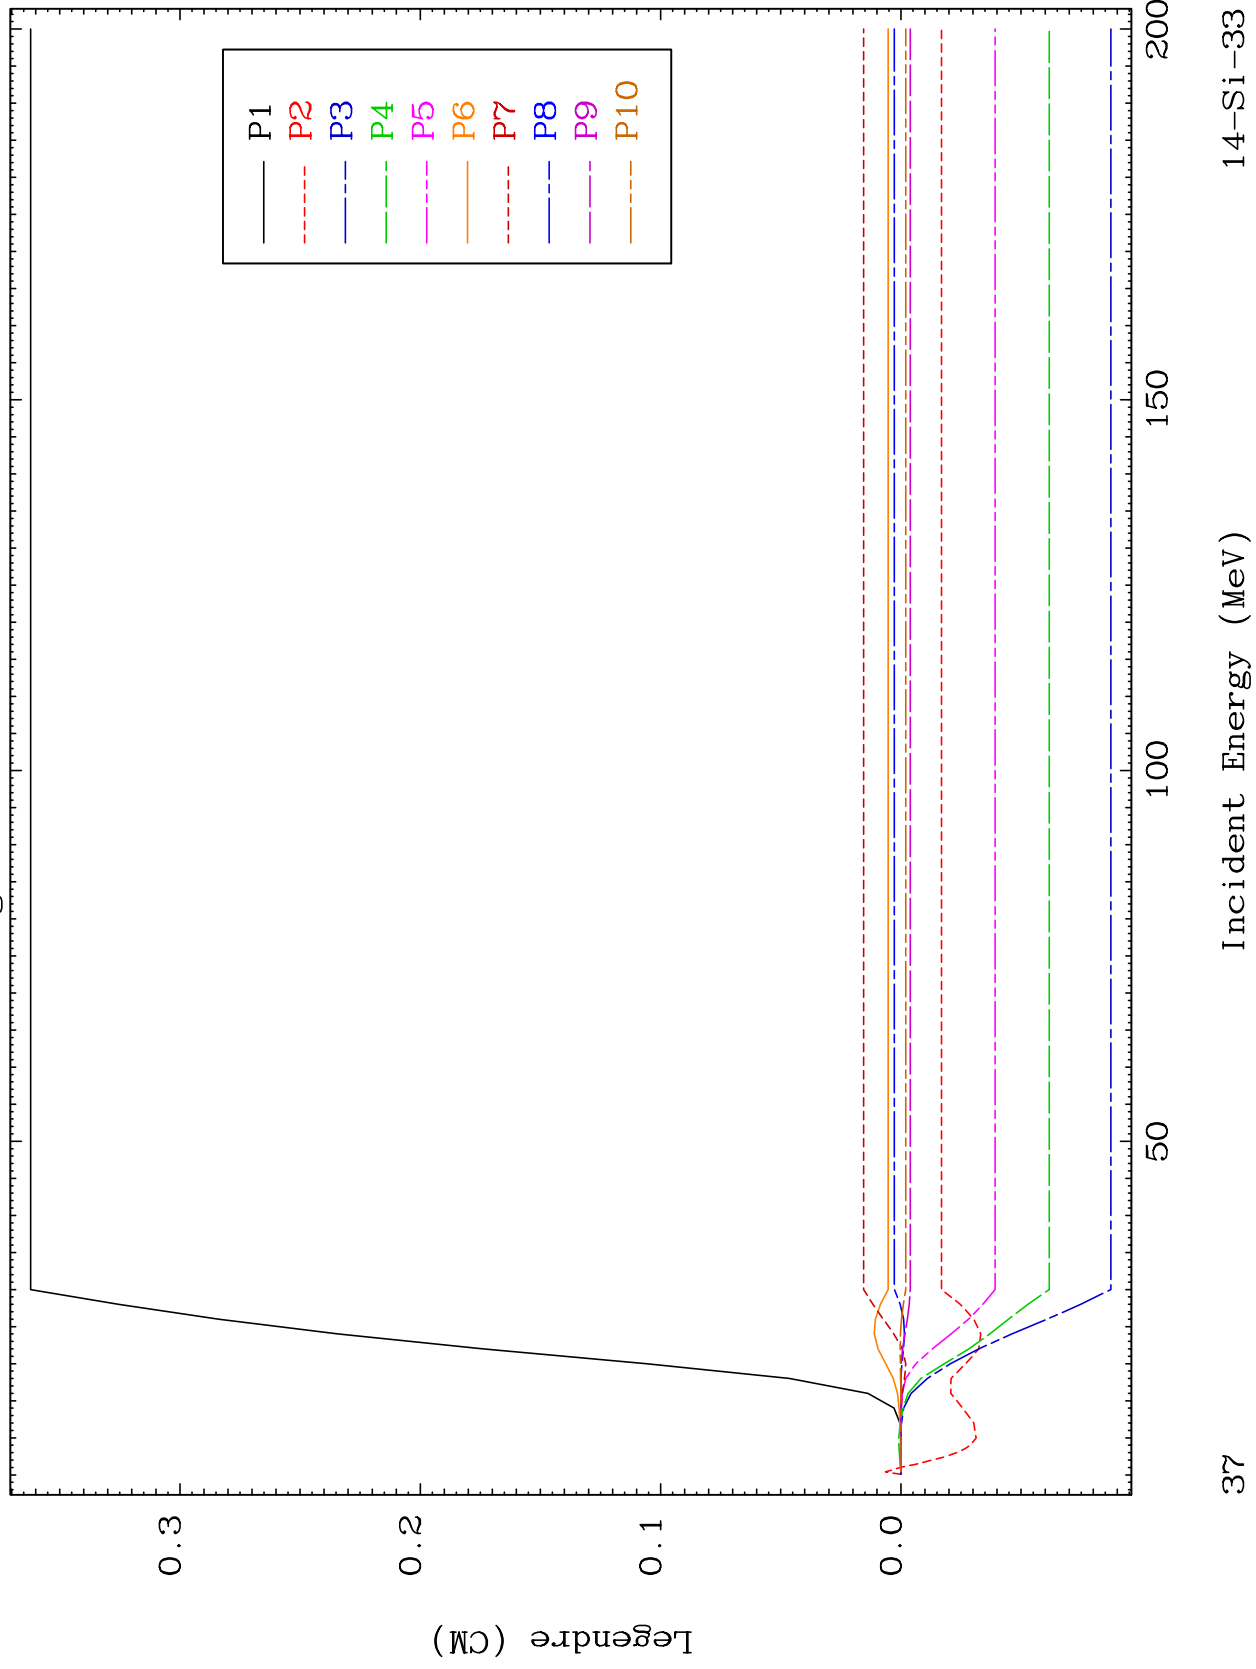 P1
P2
P3
P4
P5
P6
P7
P8
P9
P10
0.3
0.2
0.1
0.0
Legendre (CM)
50
100
150
200
Incident Energy (MeV)
37
14-Si-33